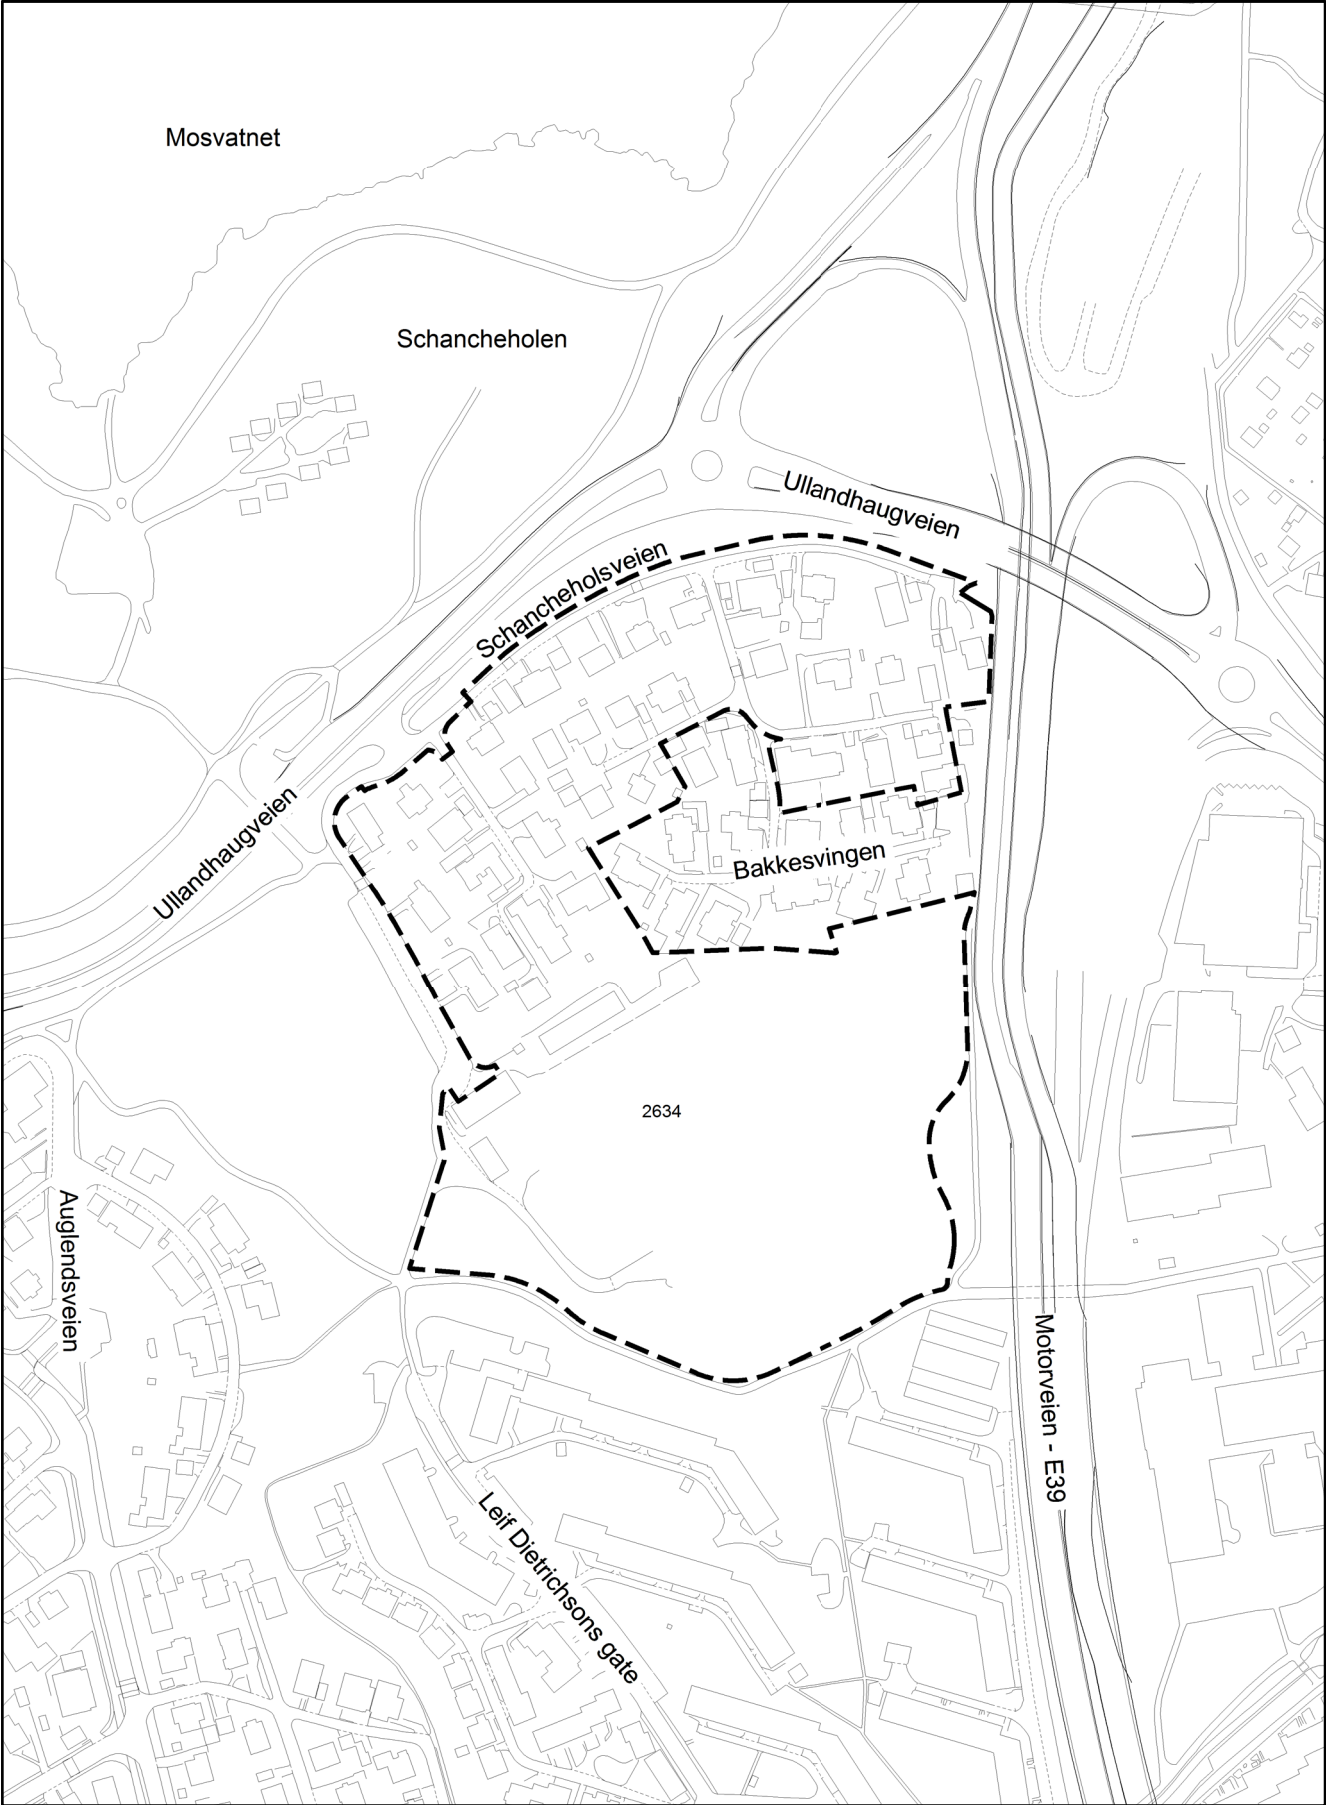 Mosvatnet
Schancheholen
Ullandhaugveien
Schancheholsveien
Ullandhaugveien
Bakkesvingen
2634
Auglendsveien
Motorveien - E39
Leif Dietrichsons gate